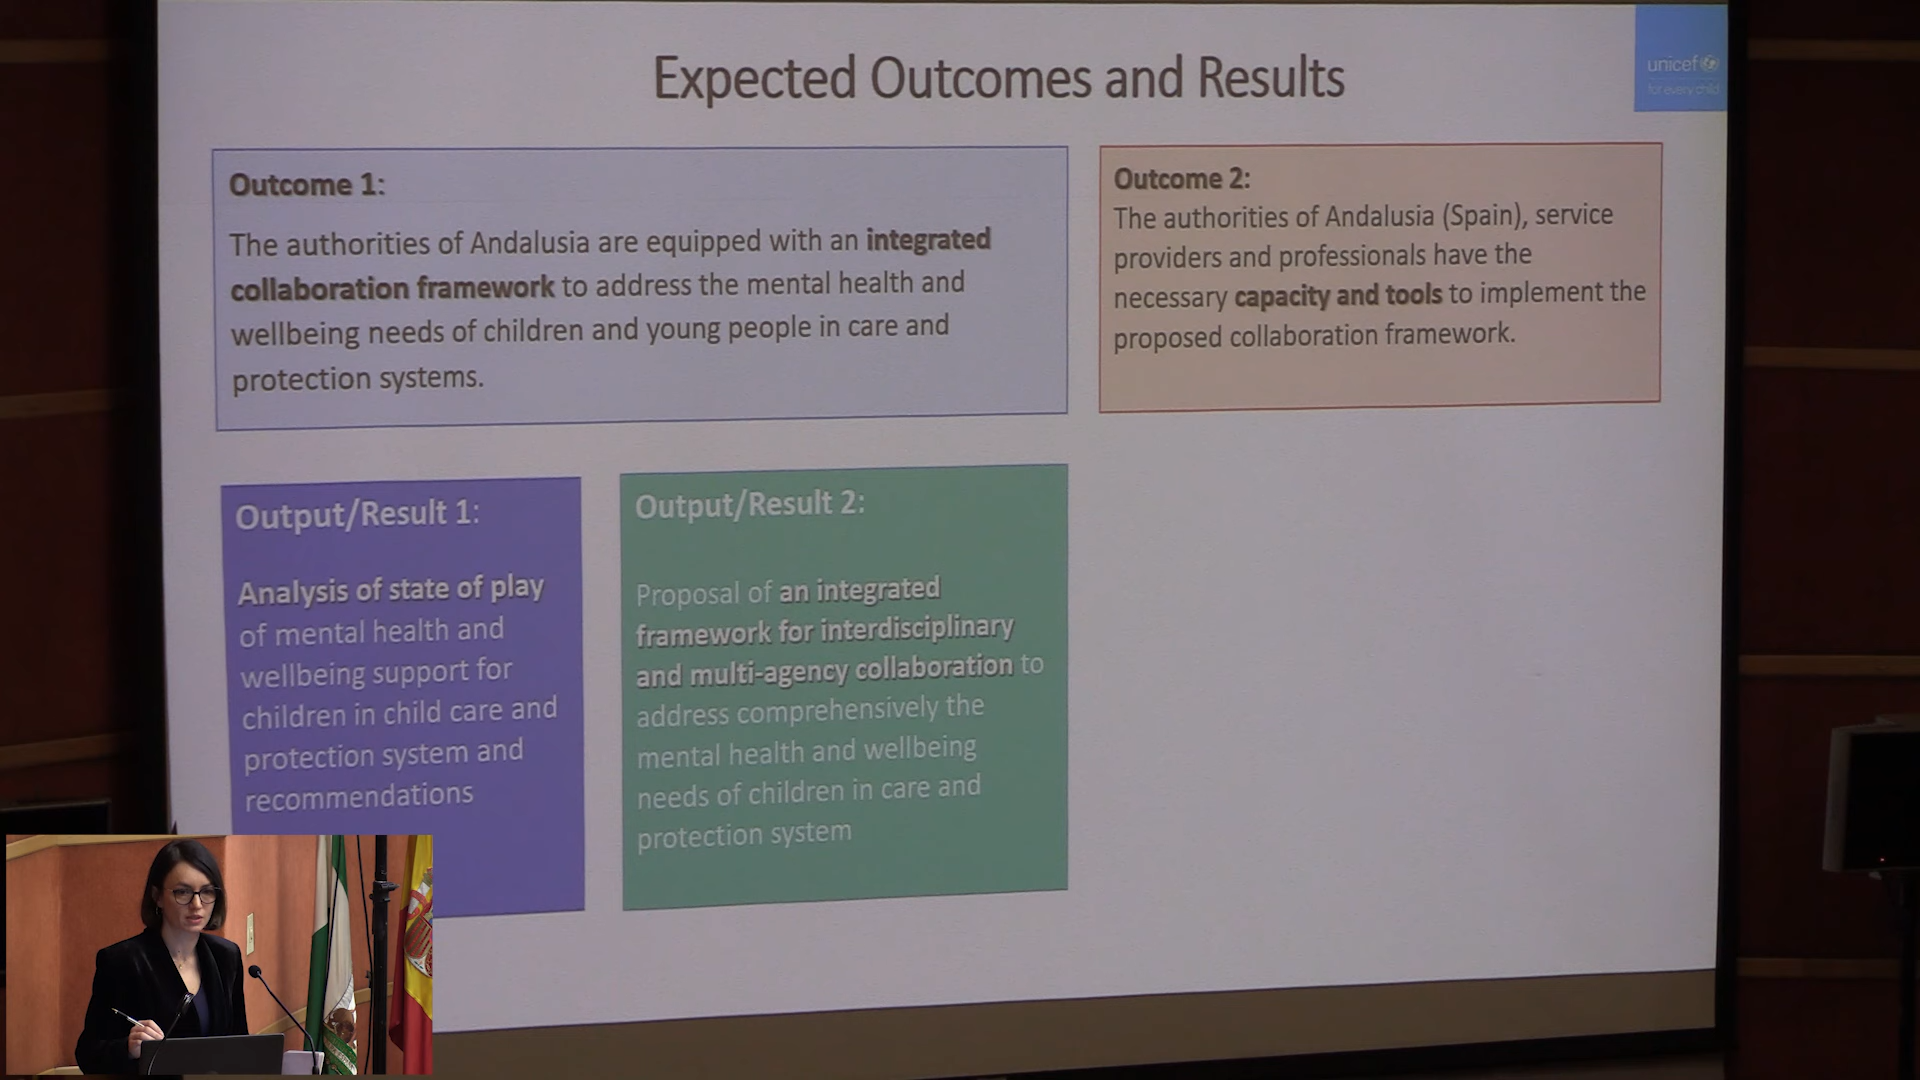 Expected Outcomes and Results
unicef
for every child
Outcome 1:
The authorities of Andalusia are equipped with an integrated
collaboration framework to address the mental health and
wellbeing needs of children and young people in care and
protection systems.
Outcome 2:
The authorities of Andalusia (Spain), service
providers and professionals have the
necessary capacity and tools to implement the
proposed collaboration framework.
Output/Result 1:
Analysis of state of play
of mental health and
wellbeing support for
children in child care and
protection system and
recommendations
Output/Result 2:
Proposal of an integrated
framework for interdisciplinary
and multi-agency collaboration to
address comprehensively the
mental health and wellbeing
needs of children in care and
protection system